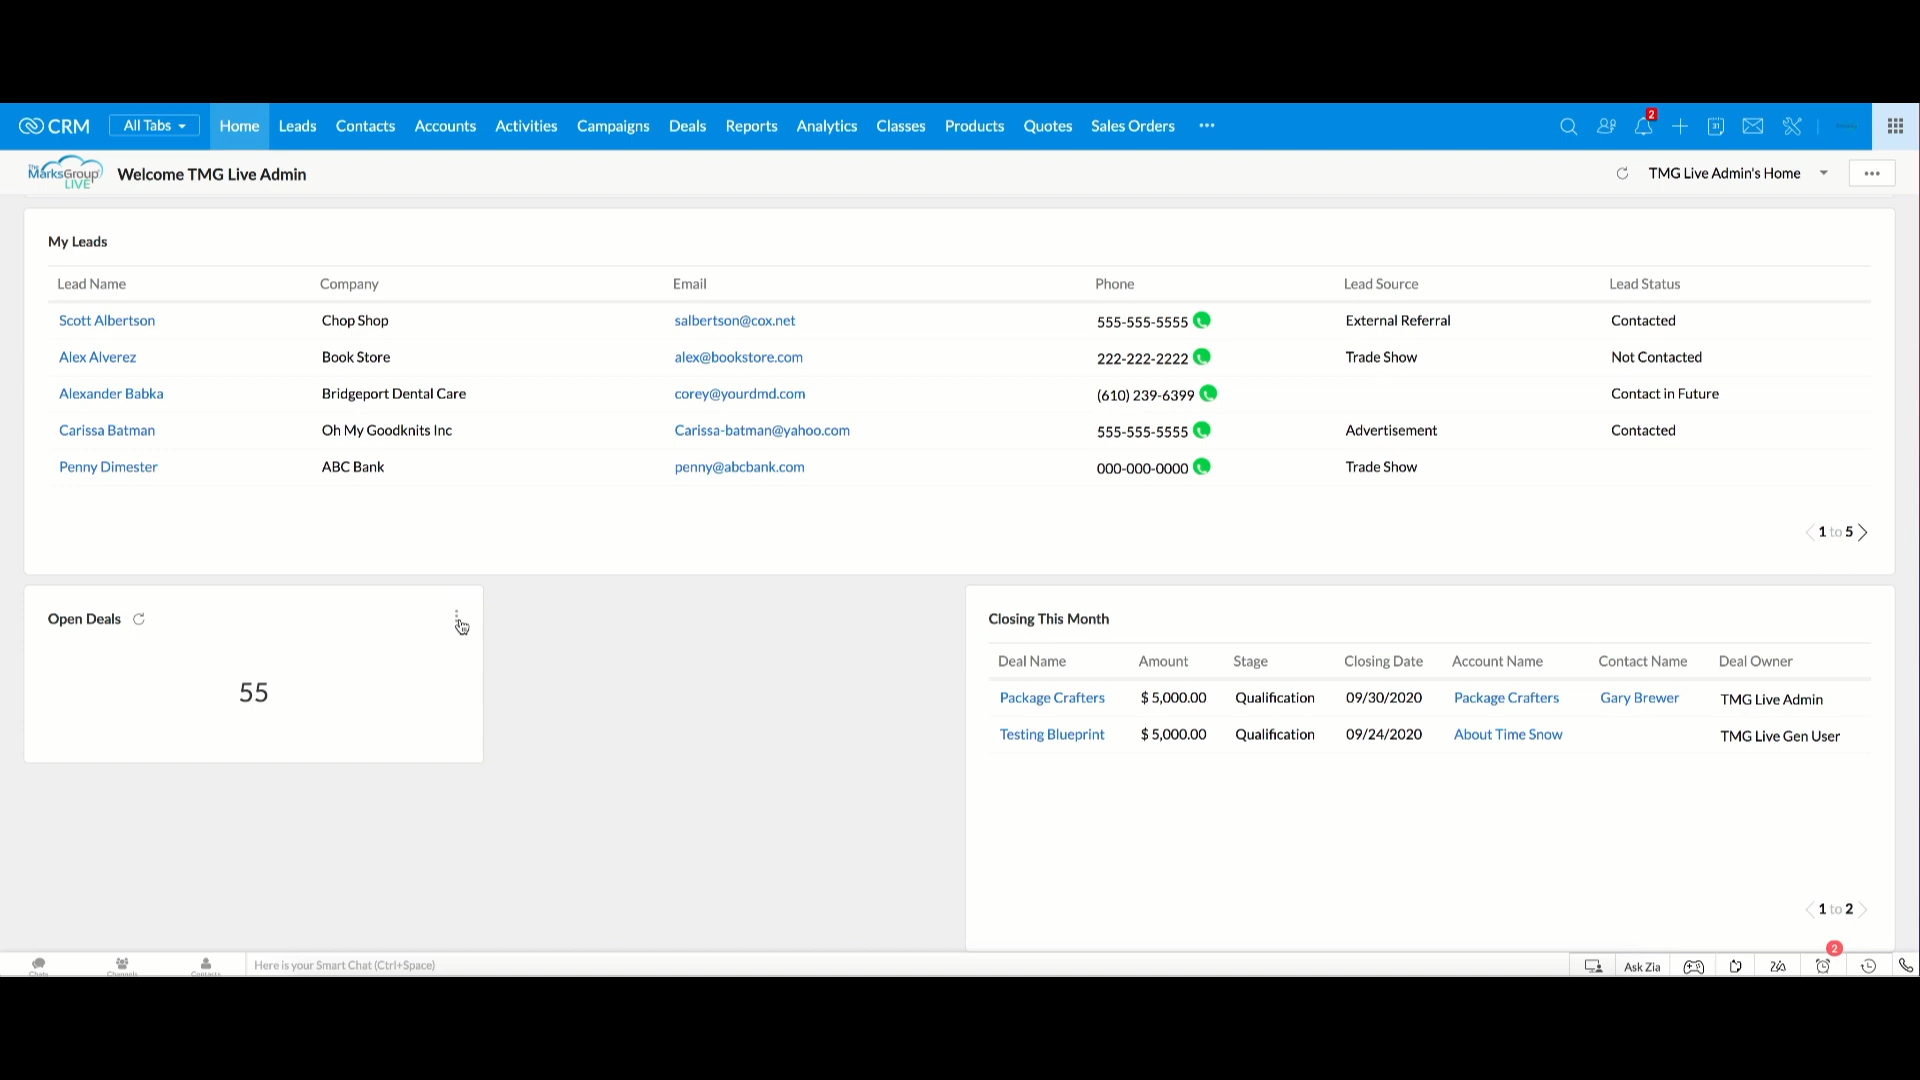 CRM All Tabs Home Leads Contacts Accounts Activities Campaigns Deals Reports Analytics Classes Products Quotes Sales Orders ••• 2 31
The MarksGroup LIVE Welcome TMG Live Admin TMG Live Admin's Home •••
My Leads
Lead Name Company Email Phone Lead Source Lead Status
Scott Albertson Chop Shop salbertson@cox.net 555-555-5555 External Referral Contacted
Alex Alverez Book Store alex@bookstore.com 222-222-2222 Trade Show Not Contacted
Alexander Babka Bridgeport Dental Care corey@yourdmd.com (610) 239-6399 Contact in Future
Carissa Batman Oh My Goodknits Inc Carissa-batman@yahoo.com 555-555-5555 Advertisement Contacted
Penny Dimester ABC Bank penny@abcbank.com 000-000-0000 Trade Show
1 to 5
Open Deals
55
Closing This Month
Deal Name Amount Stage Closing Date Account Name Contact Name Deal Owner
Package Crafters $ 5,000.00 Qualification 09/30/2020 Package Crafters Gary Brewer TMG Live Admin
Testing Blueprint $ 5,000.00 Qualification 09/24/2020 About Time Snow TMG Live Gen User
1 to 2
2
Chats Channels Contacts Here is your Smart Chat (Ctrl+Space) Ask Zia